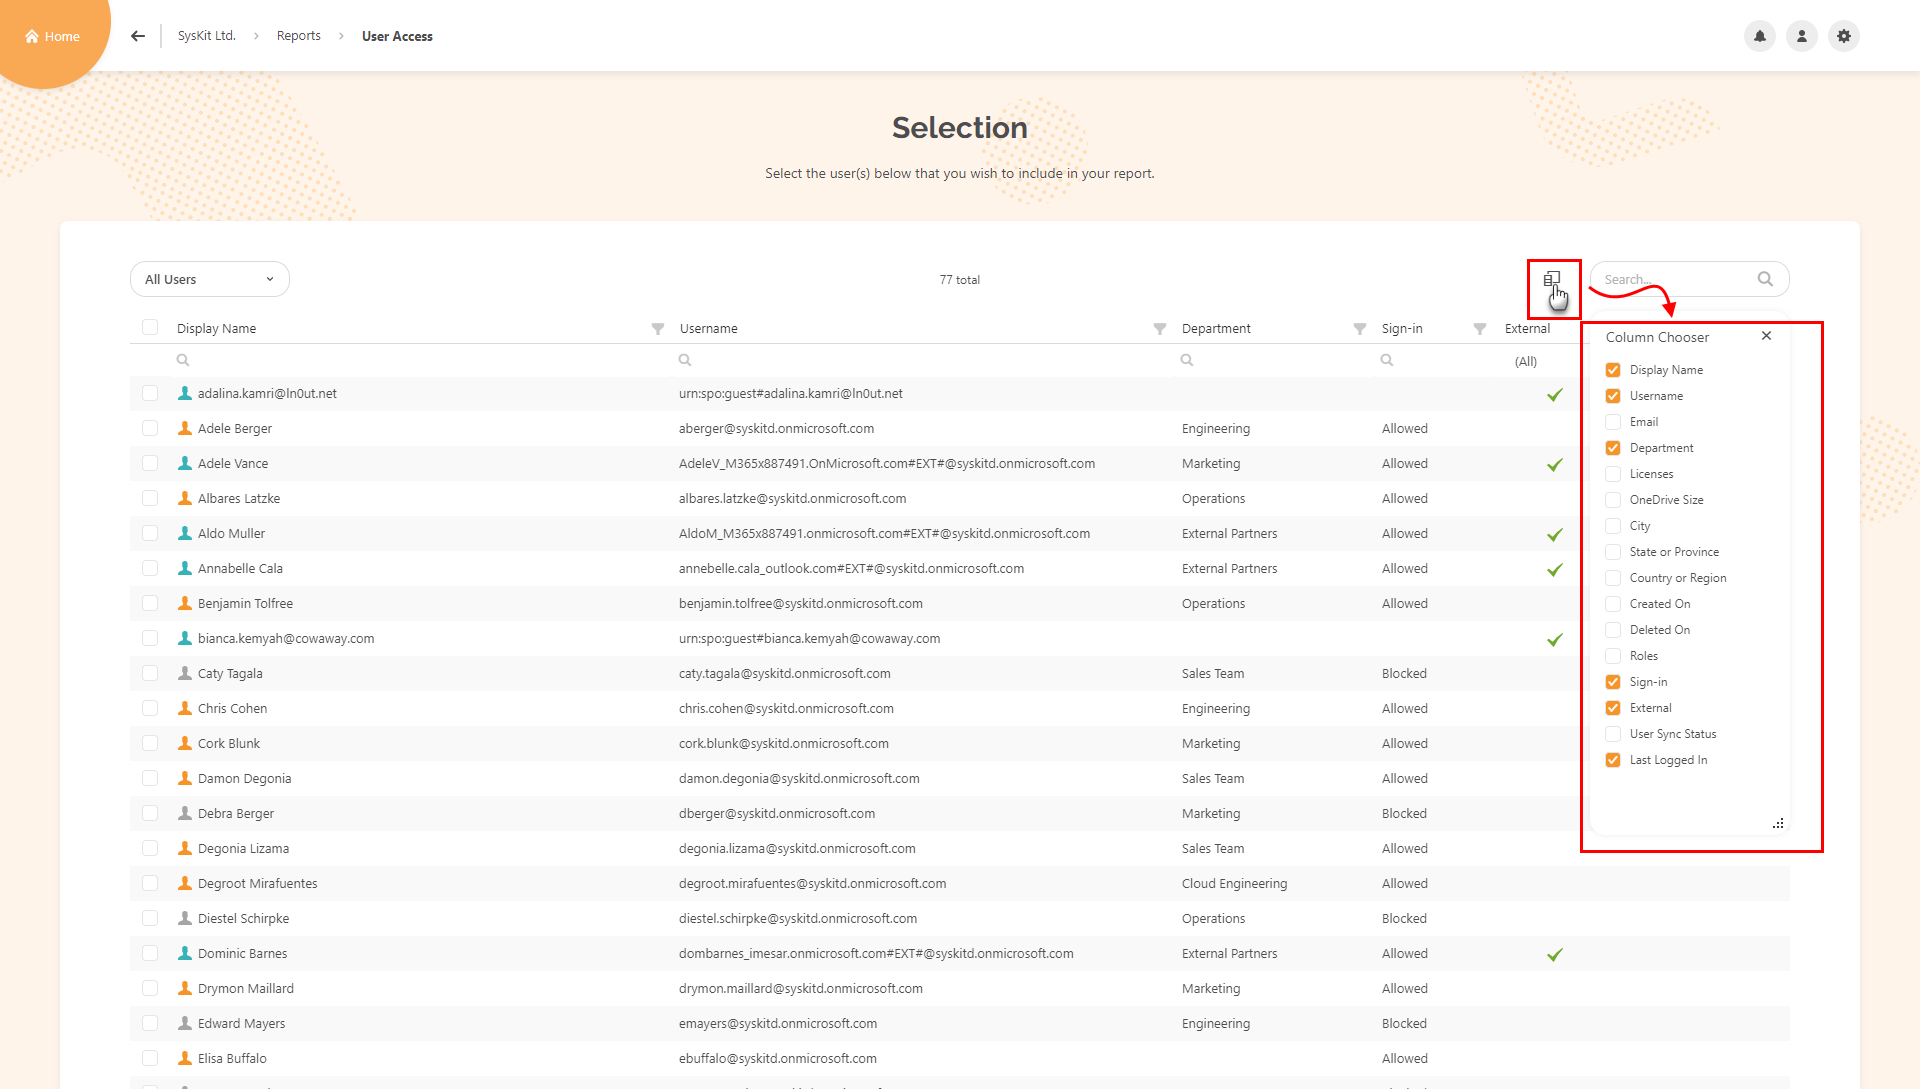 Home
SysKit Ltd. > Reports > User Access
Selection
Select the user(s) below that you wish to include in your report.
All Users
77 total
Search...
Display Name Username Department Sign-in External
(All)
adalina.kamri@ln0ut.net urn:spo:guest#adalina.kamri@ln0ut.net
Adele Berger aberger@syskitd.onmicrosoft.com Engineering Allowed
Adele Vance AdeleV_M365x887491.OnMicrosoft.com#EXT#@syskitd.onmicrosoft.com Marketing Allowed
Albares Latzke albares.latzke@syskitd.onmicrosoft.com Operations Allowed
Aldo Muller AldoM_M365x887491.onmicrosoft.com#EXT#@syskitd.onmicrosoft.com External Partners Allowed
Annabelle Cala annebelle.cala_outlook.com#EXT#@syskitd.onmicrosoft.com External Partners Allowed
Benjamin Tolfree benjamin.tolfree@syskitd.onmicrosoft.com Operations Allowed
bianca.kemyah@cowaway.com urn:spo:guest#bianca.kemyah@cowaway.com
Caty Tagala caty.tagala@syskitd.onmicrosoft.com Sales Team Blocked
Chris Cohen chris.cohen@syskitd.onmicrosoft.com Engineering Allowed
Cork Blunk cork.blunk@syskitd.onmicrosoft.com Marketing Allowed
Damon Degonia damon.degonia@syskitd.onmicrosoft.com Sales Team Allowed
Debra Berger dberger@syskitd.onmicrosoft.com Marketing Blocked
Degonia Lizama degonia.lizama@syskitd.onmicrosoft.com Sales Team Allowed
Degroot Mirafuentes degroot.mirafuentes@syskitd.onmicrosoft.com Cloud Engineering Allowed
Diestel Schirpke diestel.schirpke@syskitd.onmicrosoft.com Operations Blocked
Dominic Barnes dombarnes_imesar.onmicrosoft.com#EXT#@syskitd.onmicrosoft.com External Partners Allowed
Drymon Maillard drymon.maillard@syskitd.onmicrosoft.com Marketing Allowed
Edward Mayers emayers@syskitd.onmicrosoft.com Engineering Blocked
Elisa Buffalo ebuffalo@syskitd.onmicrosoft.com Allowed
Column Chooser
Display Name
Username
Email
Department
Licenses
OneDrive Size
City
State or Province
Country or Region
Created On
Deleted On
Roles
Sign-in
External
User Sync Status
Last Logged In